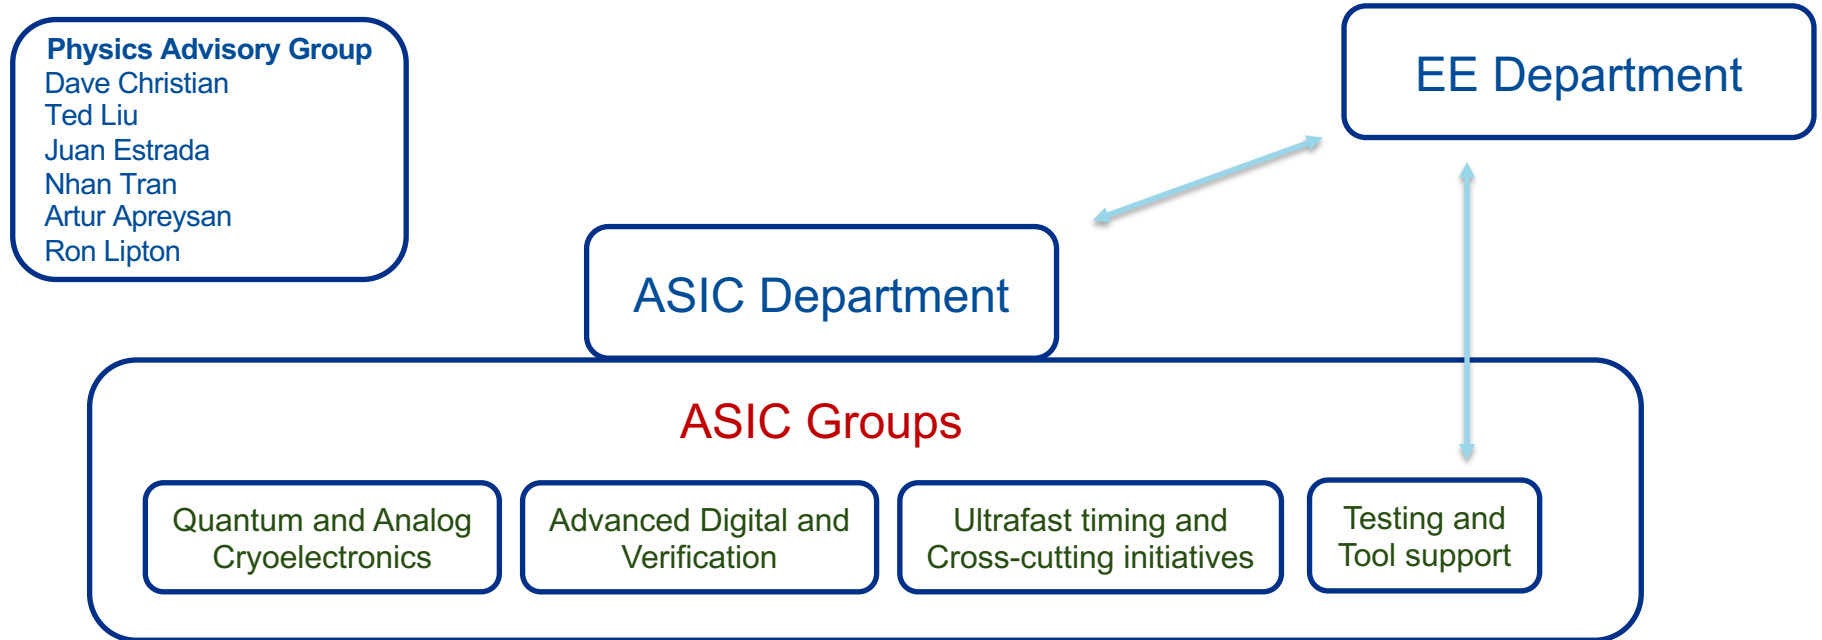 Physics Advisory Group
Dave Christian
Ted Liu
Juan Estrada
Nhan Tran
Artur Apreysan
Ron Lipton
EE Department
ASIC Department
ASIC Groups
Quantum and Analog
Cryoelectronics
Advanced Digital and
Verification
Ultrafast timing and
Cross-cutting initiatives
Testing and
Tool support